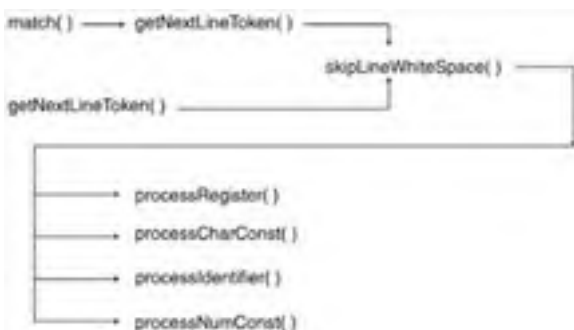 match( ) getNextLineToken( )
skipLineWhiteSpace( )
getNextLineToken( )
processRegister( )
processCharConst( )
processIdentifier( )
processNumConst( )